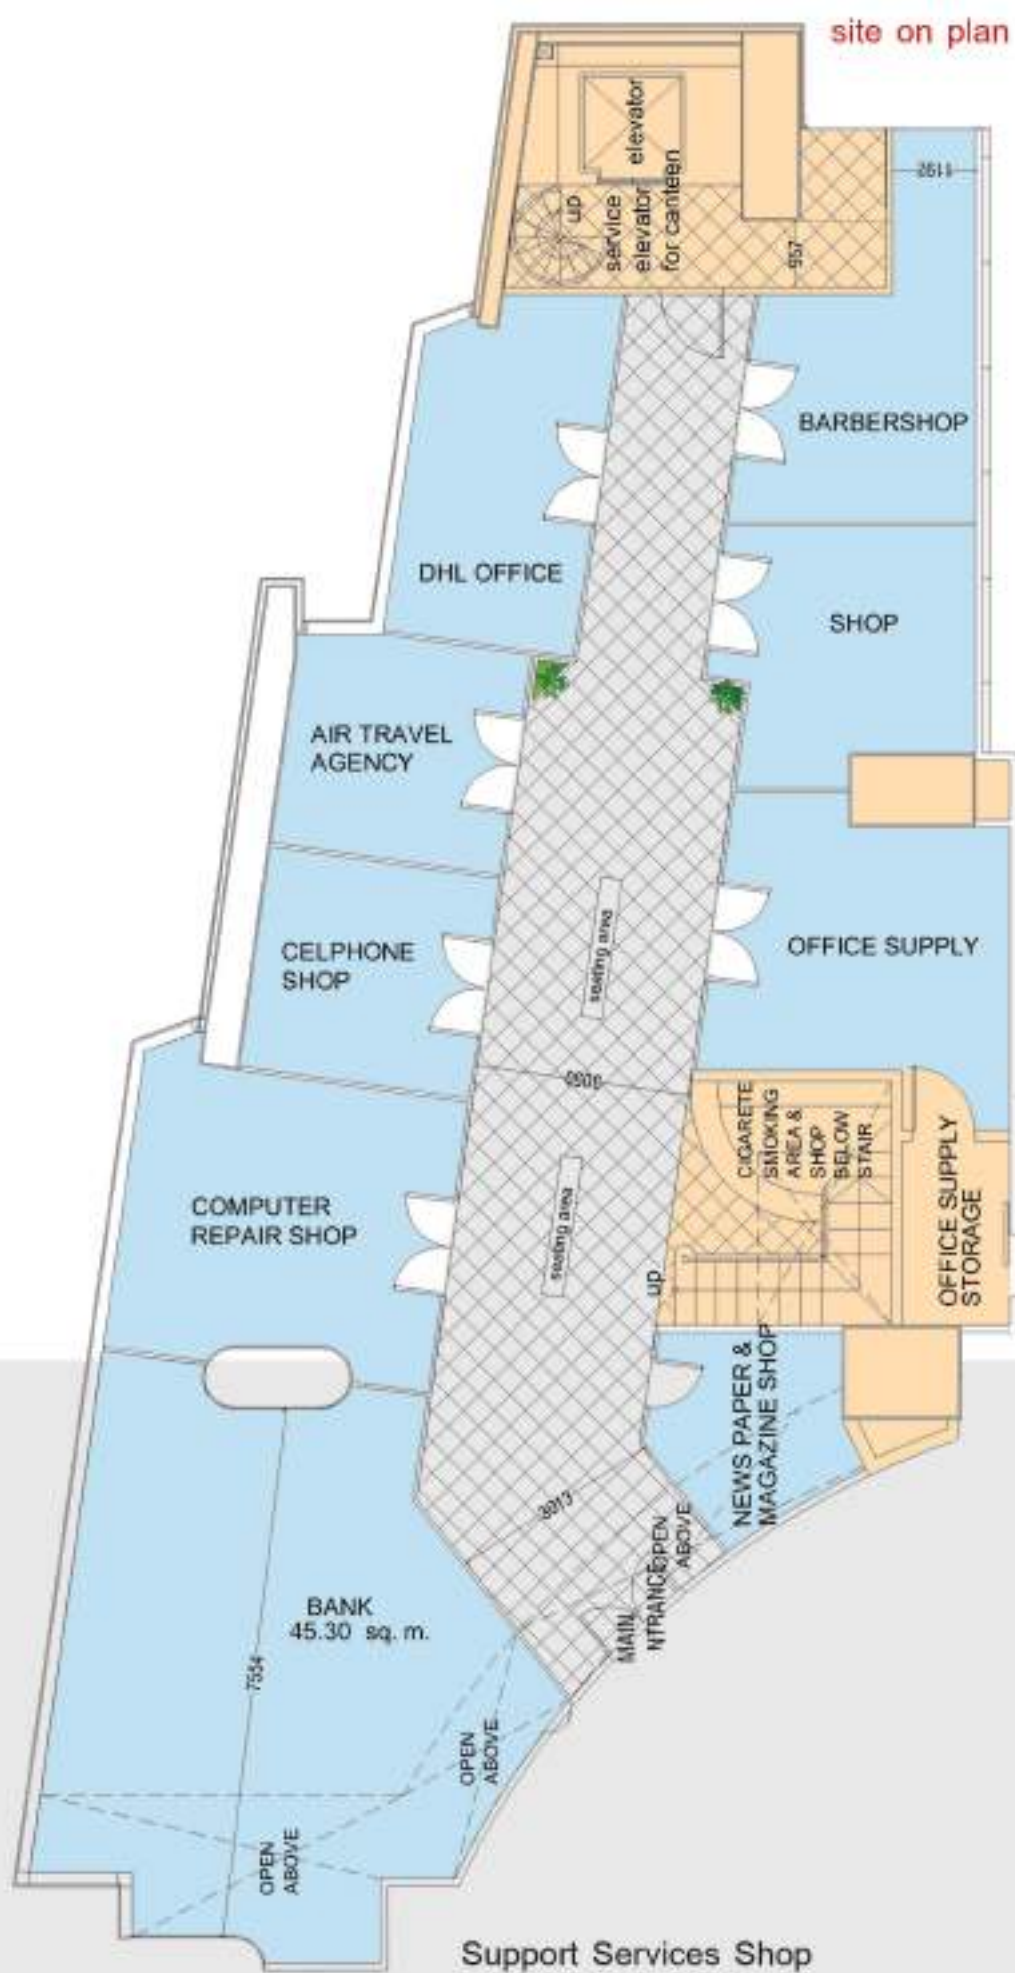 site on plan
elevator
up
service
elevator
for canteen
2611
957
BARBERSHOP
DHL OFFICE
SHOP
AIR TRAVEL
AGENCY
seating area
OFFICE SUPPLY
CELPHONE
SHOP
CIGARETE
SMOKING
AREA &
SHOP
BELOW
STAIR
OFFICE SUPPLY
STORAGE
COMPUTER
REPAIR SHOP
seating area
up
NEWS PAPER &
MAGAZINE SHOP
3013
OPEN
ABOVE
MAIN
NTRANCE
BANK
45.30 sq. m.
7554
OPEN
ABOVE
OPEN
ABOVE
Support Services Shop